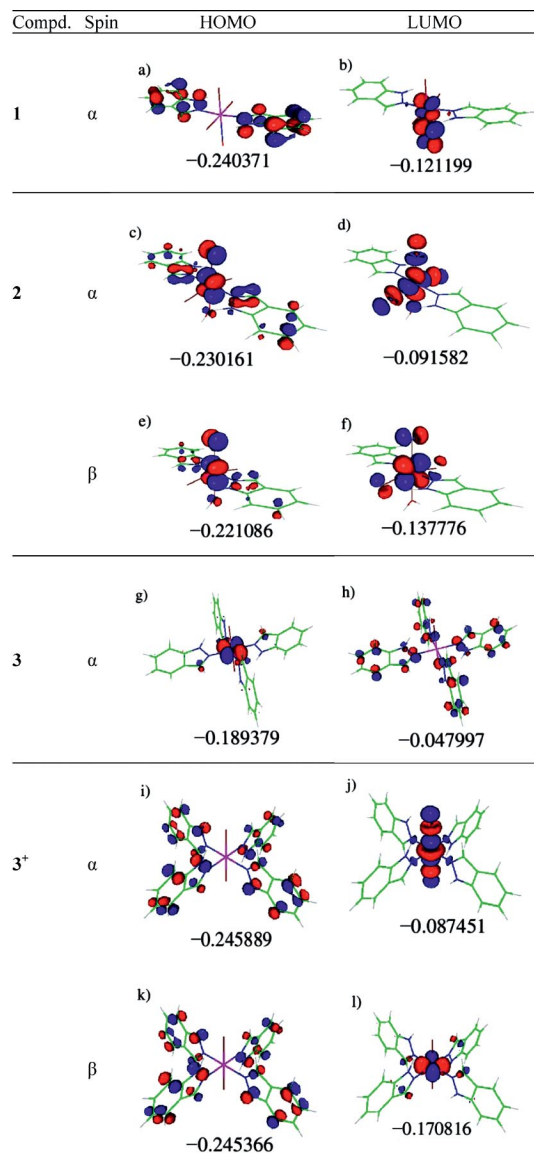 Compd. Spin HOMO LUMO
a) b)
1 α
−0.240371 −0.121199
c) d)
2 α
−0.230161 −0.091582
e) f)
β
−0.221086 −0.137776
g) h)
3 α
−0.189379 −0.047997
i) j)
3⁺ α
−0.245889 −0.087451
k) l)
β
−0.245366 −0.170816